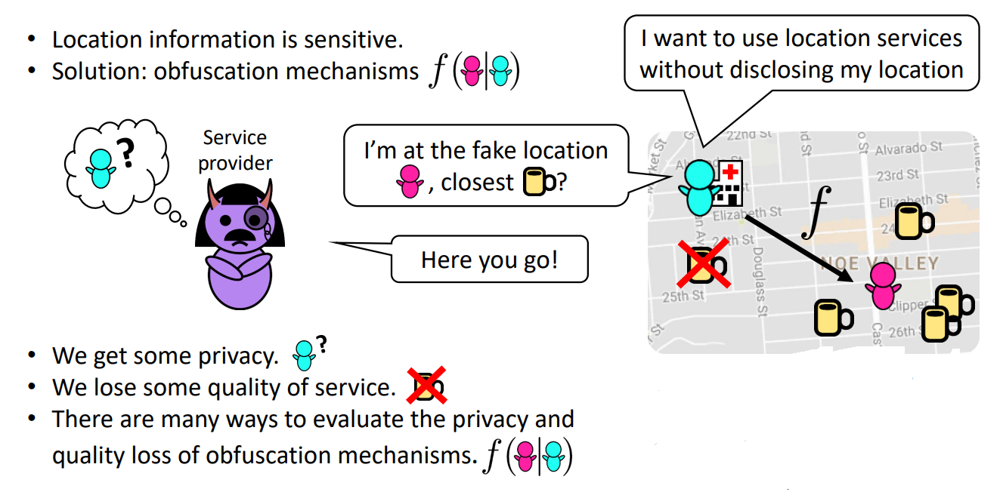 • Location information is sensitive.
• Solution: obfuscation mechanisms f( | )
I want to use location services
without disclosing my location
?
Service
provider
I'm at the fake location
, closest ?
Here you go!
22nd St
Alvarado St
23rd St
Elizabeth St
Elizabeth St
f
24th St
NOE VALLEY
Douglass St
25th St
Clipper
26th
• We get some privacy. ?
• We lose some quality of service.
• There are many ways to evaluate the privacy and
quality loss of obfuscation mechanisms. f( | )